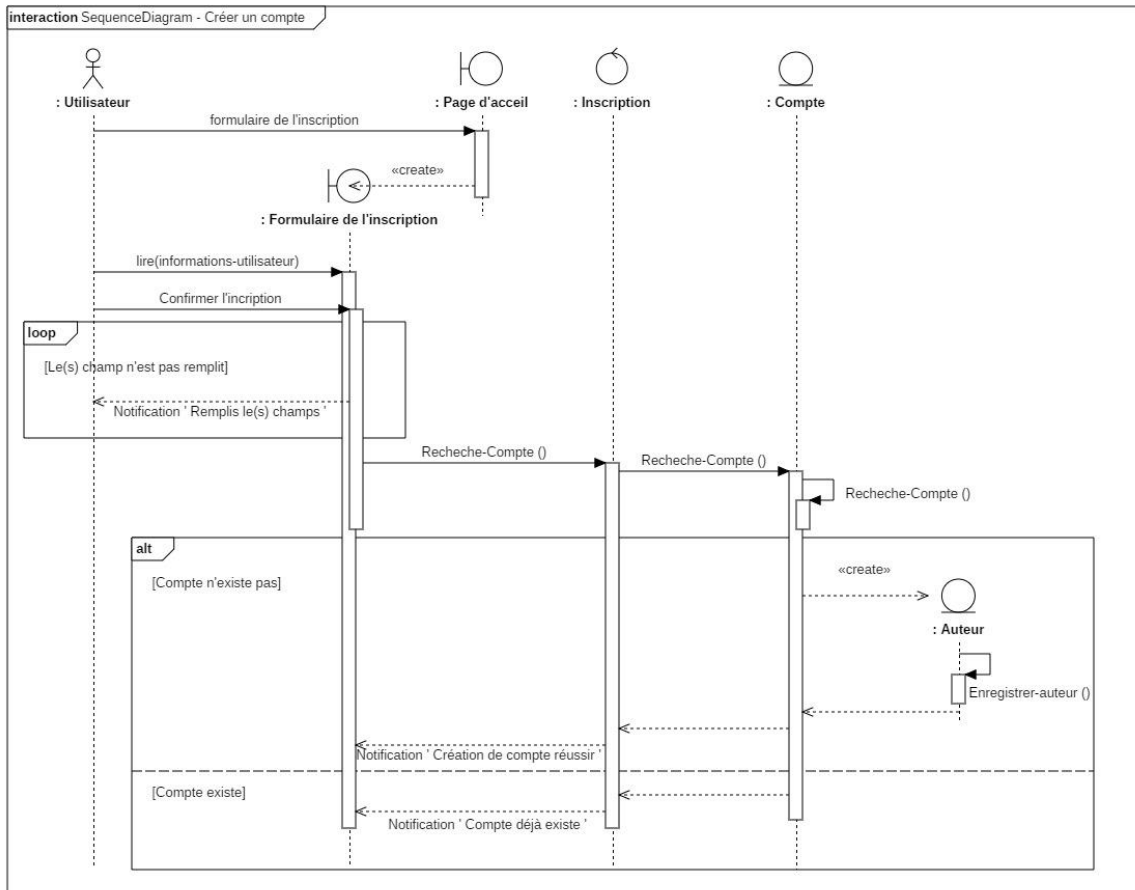 interaction SequenceDiagram - Créer un compte
: Utilisateur
: Page d'acceil
: Inscription
: Compte
formulaire de l'inscription
«create»
: Formulaire de l'inscription
lire(informations-utilisateur)
Confirmer l'incription
loop
[Le(s) champ n'est pas remplit]
Notification ' Remplis le(s) champs '
Recheche-Compte ()
Recheche-Compte ()
Recheche-Compte ()
alt
[Compte n'existe pas]
«create»
: Auteur
Enregistrer-auteur ()
Notification ' Création de compte réussir '
[Compte existe]
Notification ' Compte déjà existe '